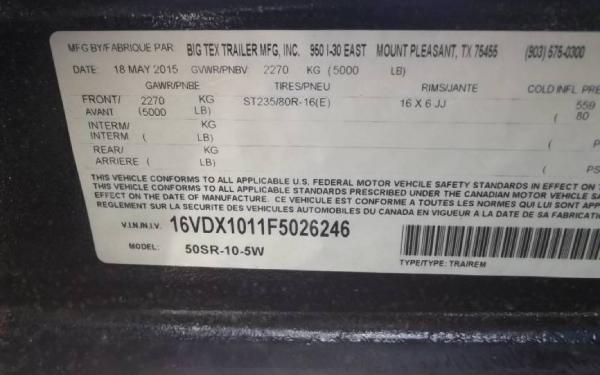 MFG BY/FABRIQUE PAR: BIG TEX TRAILER MFG, INC. 950 I-30 EAST MOUNT PLEASANT, TX 75455 (903) 575-0300
DATE: 18 MAY 2015 GVWR/PNBV: 2270 KG (5000 LB)
GAWR/PNBE TIRES/PNEU RIMS/JANTE COLD INFL PRE
FRONT/ 2270 KG ST235/80R-16(E) 16 X 6 JJ 559
AVANT (5000 LB) ( 80
INTERM/ KG
INTERM ( LB) (
REAR/ KG
ARRIERE ( LB) ( PS
THIS VEHICLE CONFORMS TO ALL APPLICABLE U.S. FEDERAL MOTOR VEHCILE SAFETY STANDARDS IN EFFECT ON T
THIS VEHICLE CONFORMS TO ALL APPLICABLE STANDARDS PRESCRIBED UNDER THE CANADIAN MOTOR VEHICLE SA
EFFECT ON THE DATE OF MANUFACTURE. CE VEHICULE EST CONFORME A TOUTES LES NORMES QUI LUI SONT APPL
REGLEMENT SUR LA SECURITE DES VEHICULES AUTOMOBILES DU CANADA EN VIGUEUR A LA DATE DE SA FABRICATI
V.I.N./N.I.V. 16VDX1011F5026246
MODEL: 50SR-10-5W
TYPE/TYPE: TRA/REM